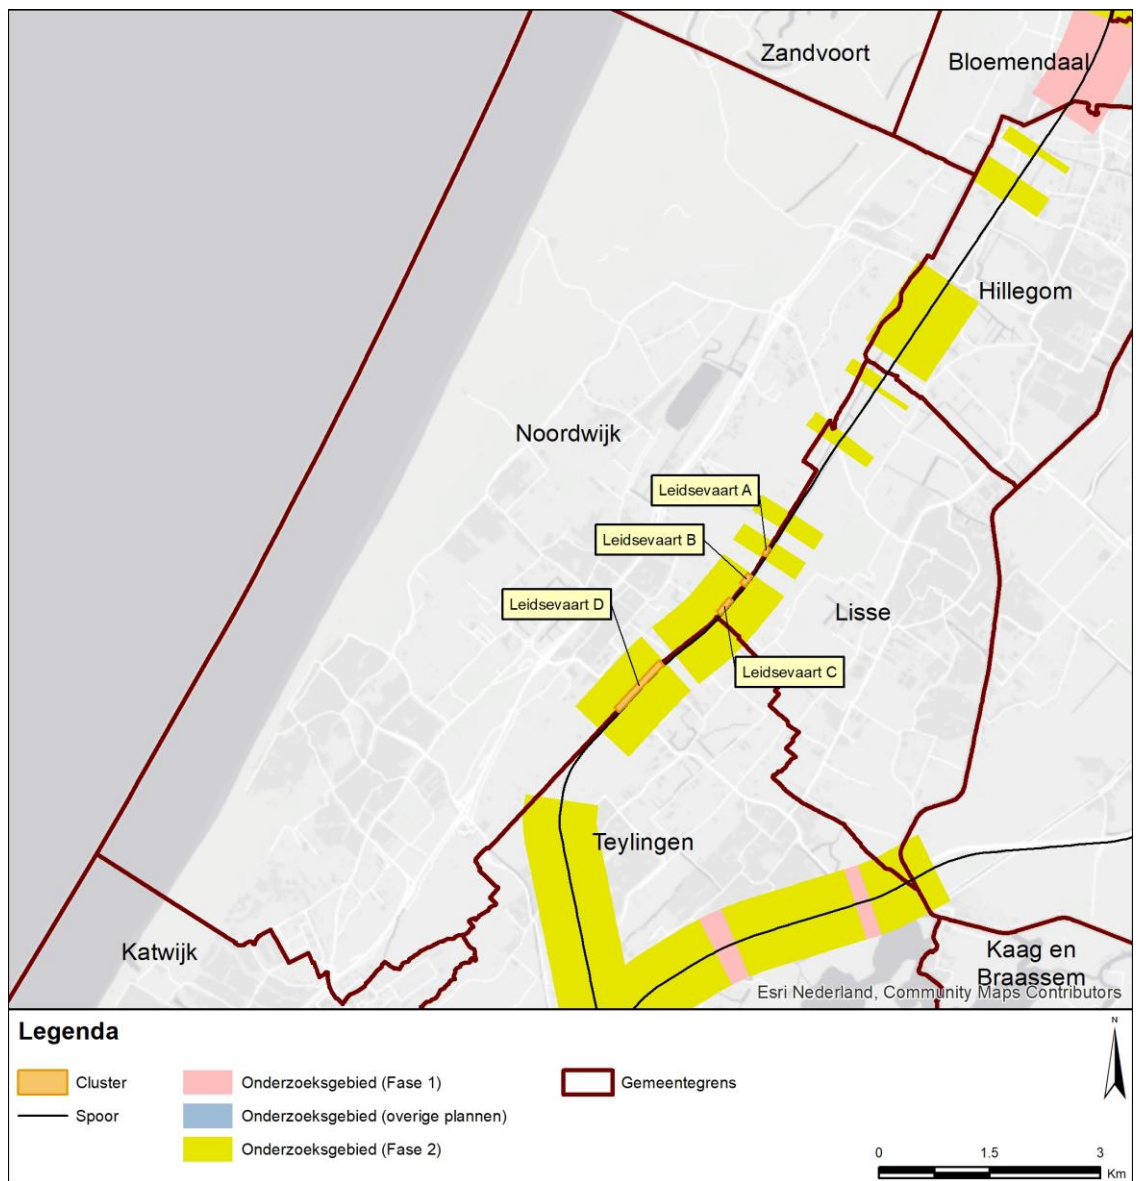 Zandvoort
Bloemendaal
Hillegom
Noordwijk
Leidsevaart A
Leidsevaart B
Leidsevaart D
Lisse
Leidsevaart C
Teylingen
Katwijk
Kaag en
Braassem
Esri Nederland, Community Maps Contributors
Legenda
Cluster
Spoor
Onderzoeksgebied (Fase 1)
Onderzoeksgebied (overige plannen)
Onderzoeksgebied (Fase 2)
Gemeentegrens
N
0 1.5 3
Km